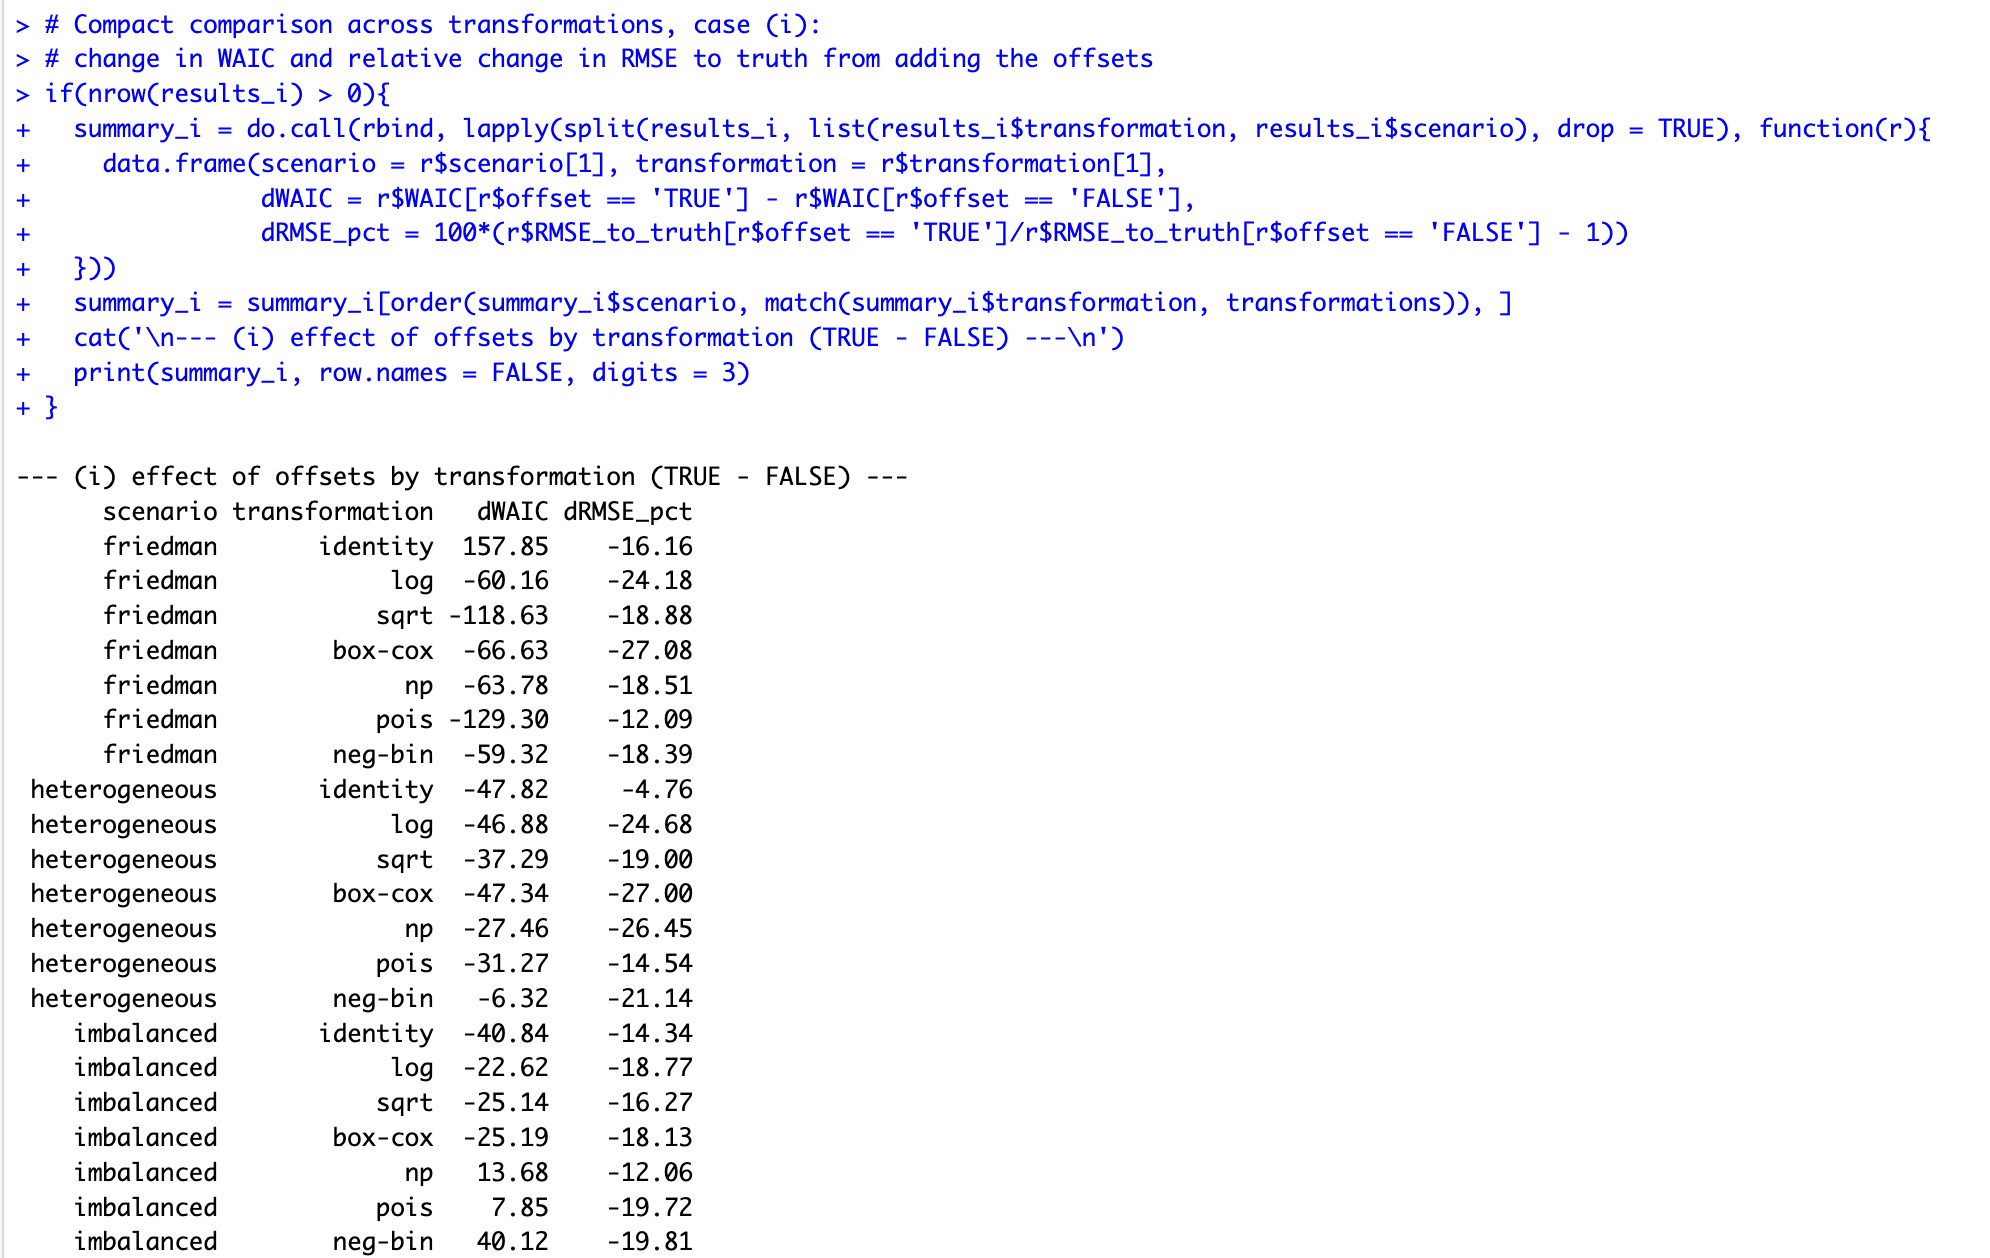 > # Compact comparison across transformations, case (i):
> # change in WAIC and relative change in RMSE to truth from adding the offsets
> if(nrow(results_i) > 0){
+   summary_i = do.call(rbind, lapply(split(results_i, list(results_i$transformation, results_i$scenario), drop = TRUE), function(r){
+     data.frame(scenario = r$scenario[1], transformation = r$transformation[1],
+                dWAIC = r$WAIC[r$offset == 'TRUE'] - r$WAIC[r$offset == 'FALSE'],
+                dRMSE_pct = 100*(r$RMSE_to_truth[r$offset == 'TRUE']/r$RMSE_to_truth[r$offset == 'FALSE'] - 1))
+   }))
+   summary_i = summary_i[order(summary_i$scenario, match(summary_i$transformation, transformations)), ]
+   cat('\n--- (i) effect of offsets by transformation (TRUE - FALSE) ---\n')
+   print(summary_i, row.names = FALSE, digits = 3)
+ }

--- (i) effect of offsets by transformation (TRUE - FALSE) ---
      scenario transformation   dWAIC dRMSE_pct
      friedman       identity  157.85    -16.16
      friedman            log  -60.16    -24.18
      friedman           sqrt -118.63    -18.88
      friedman        box-cox  -66.63    -27.08
      friedman             np  -63.78    -18.51
      friedman           pois -129.30    -12.09
      friedman        neg-bin  -59.32    -18.39
 heterogeneous       identity  -47.82     -4.76
 heterogeneous            log  -46.88    -24.68
 heterogeneous           sqrt  -37.29    -19.00
 heterogeneous        box-cox  -47.34    -27.00
 heterogeneous             np  -27.46    -26.45
 heterogeneous           pois  -31.27    -14.54
 heterogeneous        neg-bin   -6.32    -21.14
    imbalanced       identity  -40.84    -14.34
    imbalanced            log  -22.62    -18.77
    imbalanced           sqrt  -25.14    -16.27
    imbalanced        box-cox  -25.19    -18.13
    imbalanced             np   13.68    -12.06
    imbalanced           pois    7.85    -19.72
    imbalanced        neg-bin   40.12    -19.81